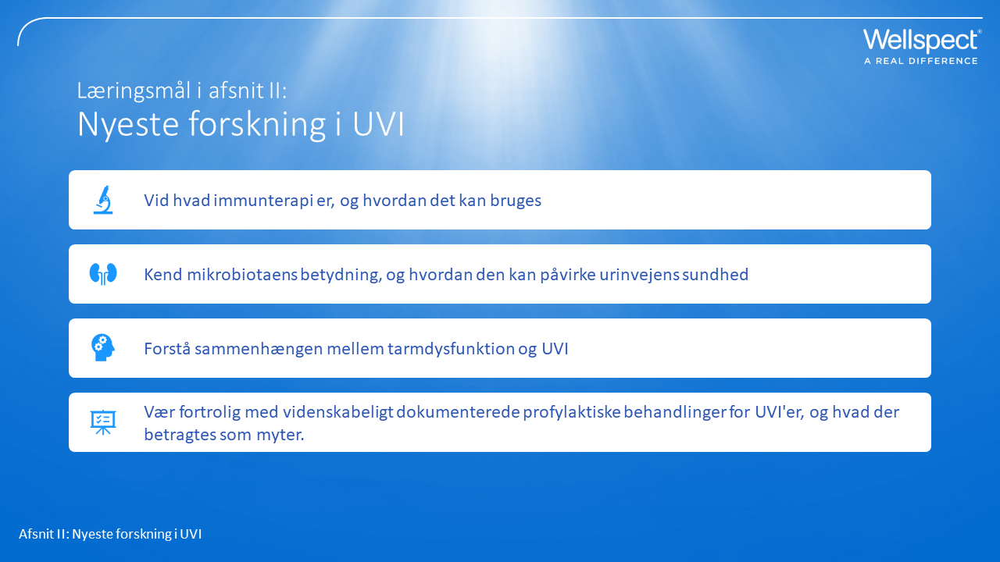 Wellspect®
A REAL DIFFERENCE
Læringsmål i afsnit II:
Nyeste forskning i UVI
Vid hvad immunterapi er, og hvordan det kan bruges
Kend mikrobiotaens betydning, og hvordan den kan påvirke urinvejens sundhed
Forstå sammenhængen mellem tarmdysfunktion og UVI
Vær fortrolig med videnskabeligt dokumenterede profylaktiske behandlinger for UVI'er, og hvad der
betragtes som myter.
Afsnit II: Nyeste forskning i UVI